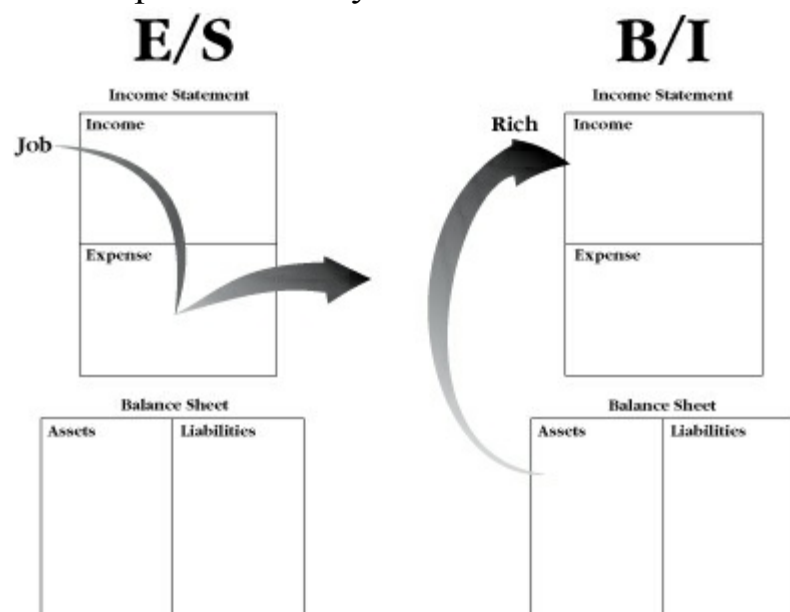 E/S
Income Statement
Income
Job
Expense
Balance Sheet
Assets
Liabilities
B/I
Income Statement
Rich
Income
Expense
Balance Sheet
Assets
Liabilities